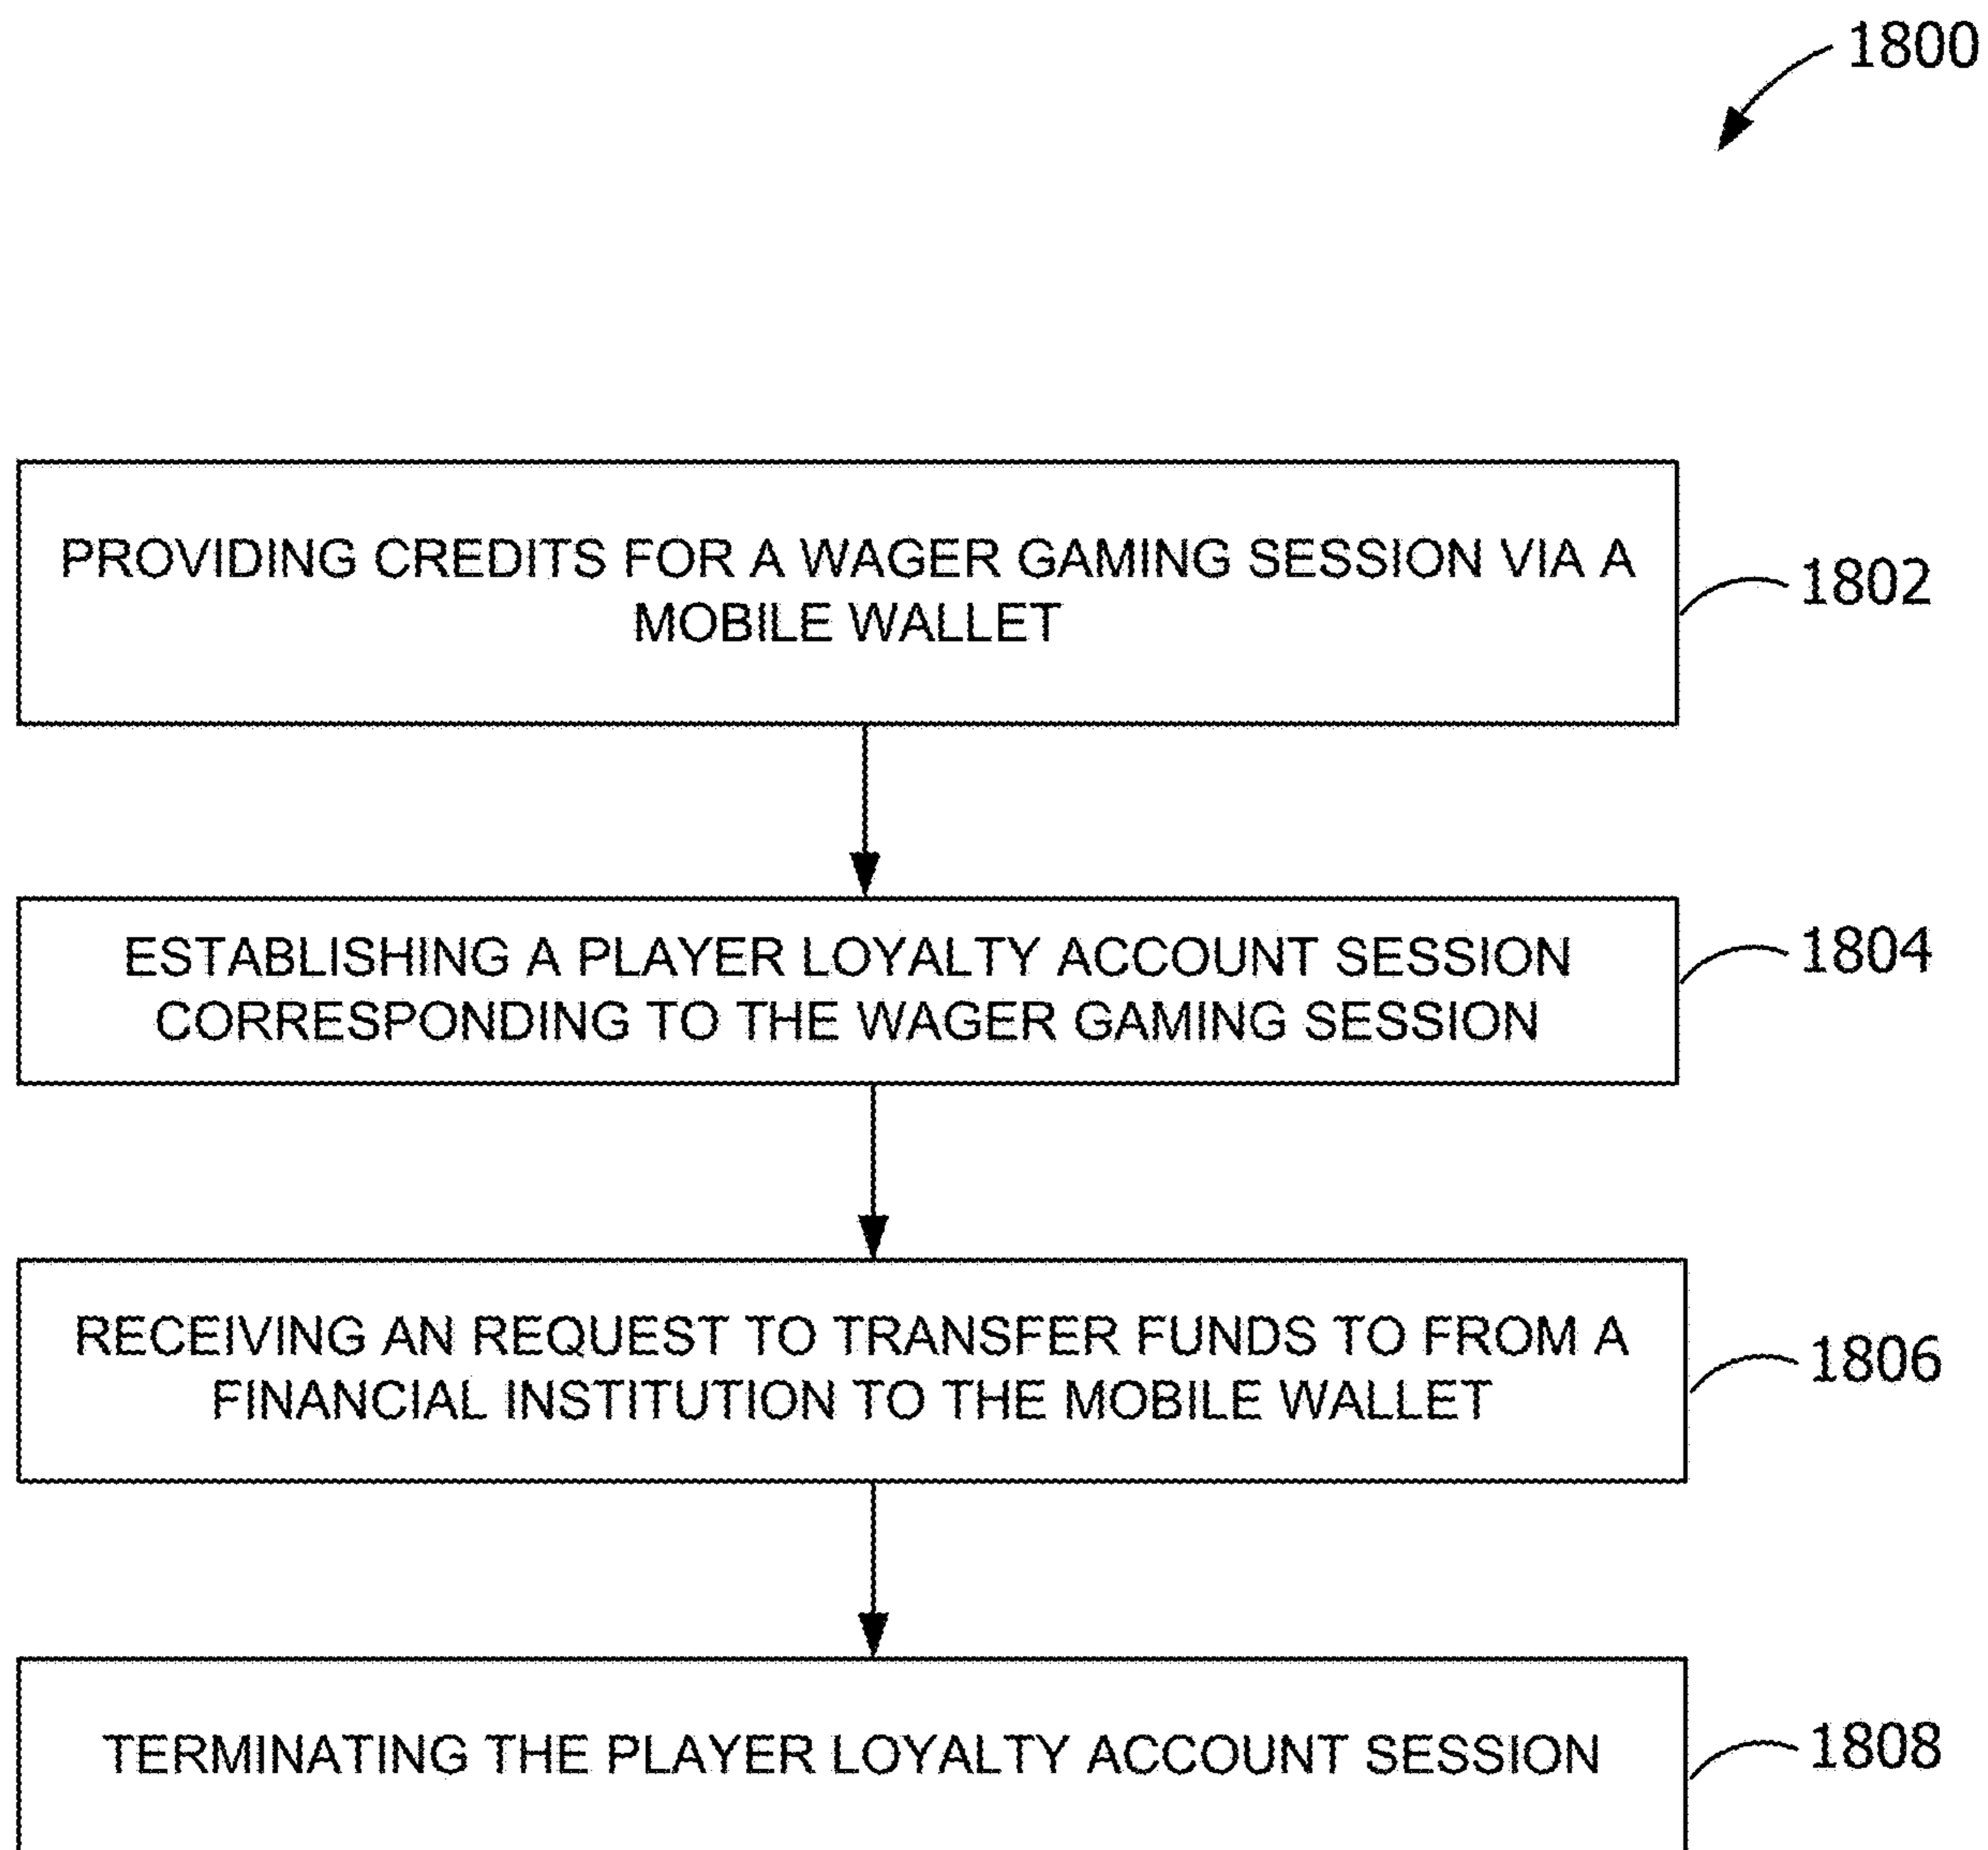 1800
PROVIDING CREDITS FOR A WAGER GAMING SESSION VIA A
MOBILE WALLET
1802
ESTABLISHING A PLAYER LOYALTY ACCOUNT SESSION
CORRESPONDING TO THE WAGER GAMING SESSION
1804
RECEIVING AN REQUEST TO TRANSFER FUNDS TO FROM A
FINANCIAL INSTITUTION TO THE MOBILE WALLET
1806
TERMINATING THE PLAYER LOYALTY ACCOUNT SESSION
1808